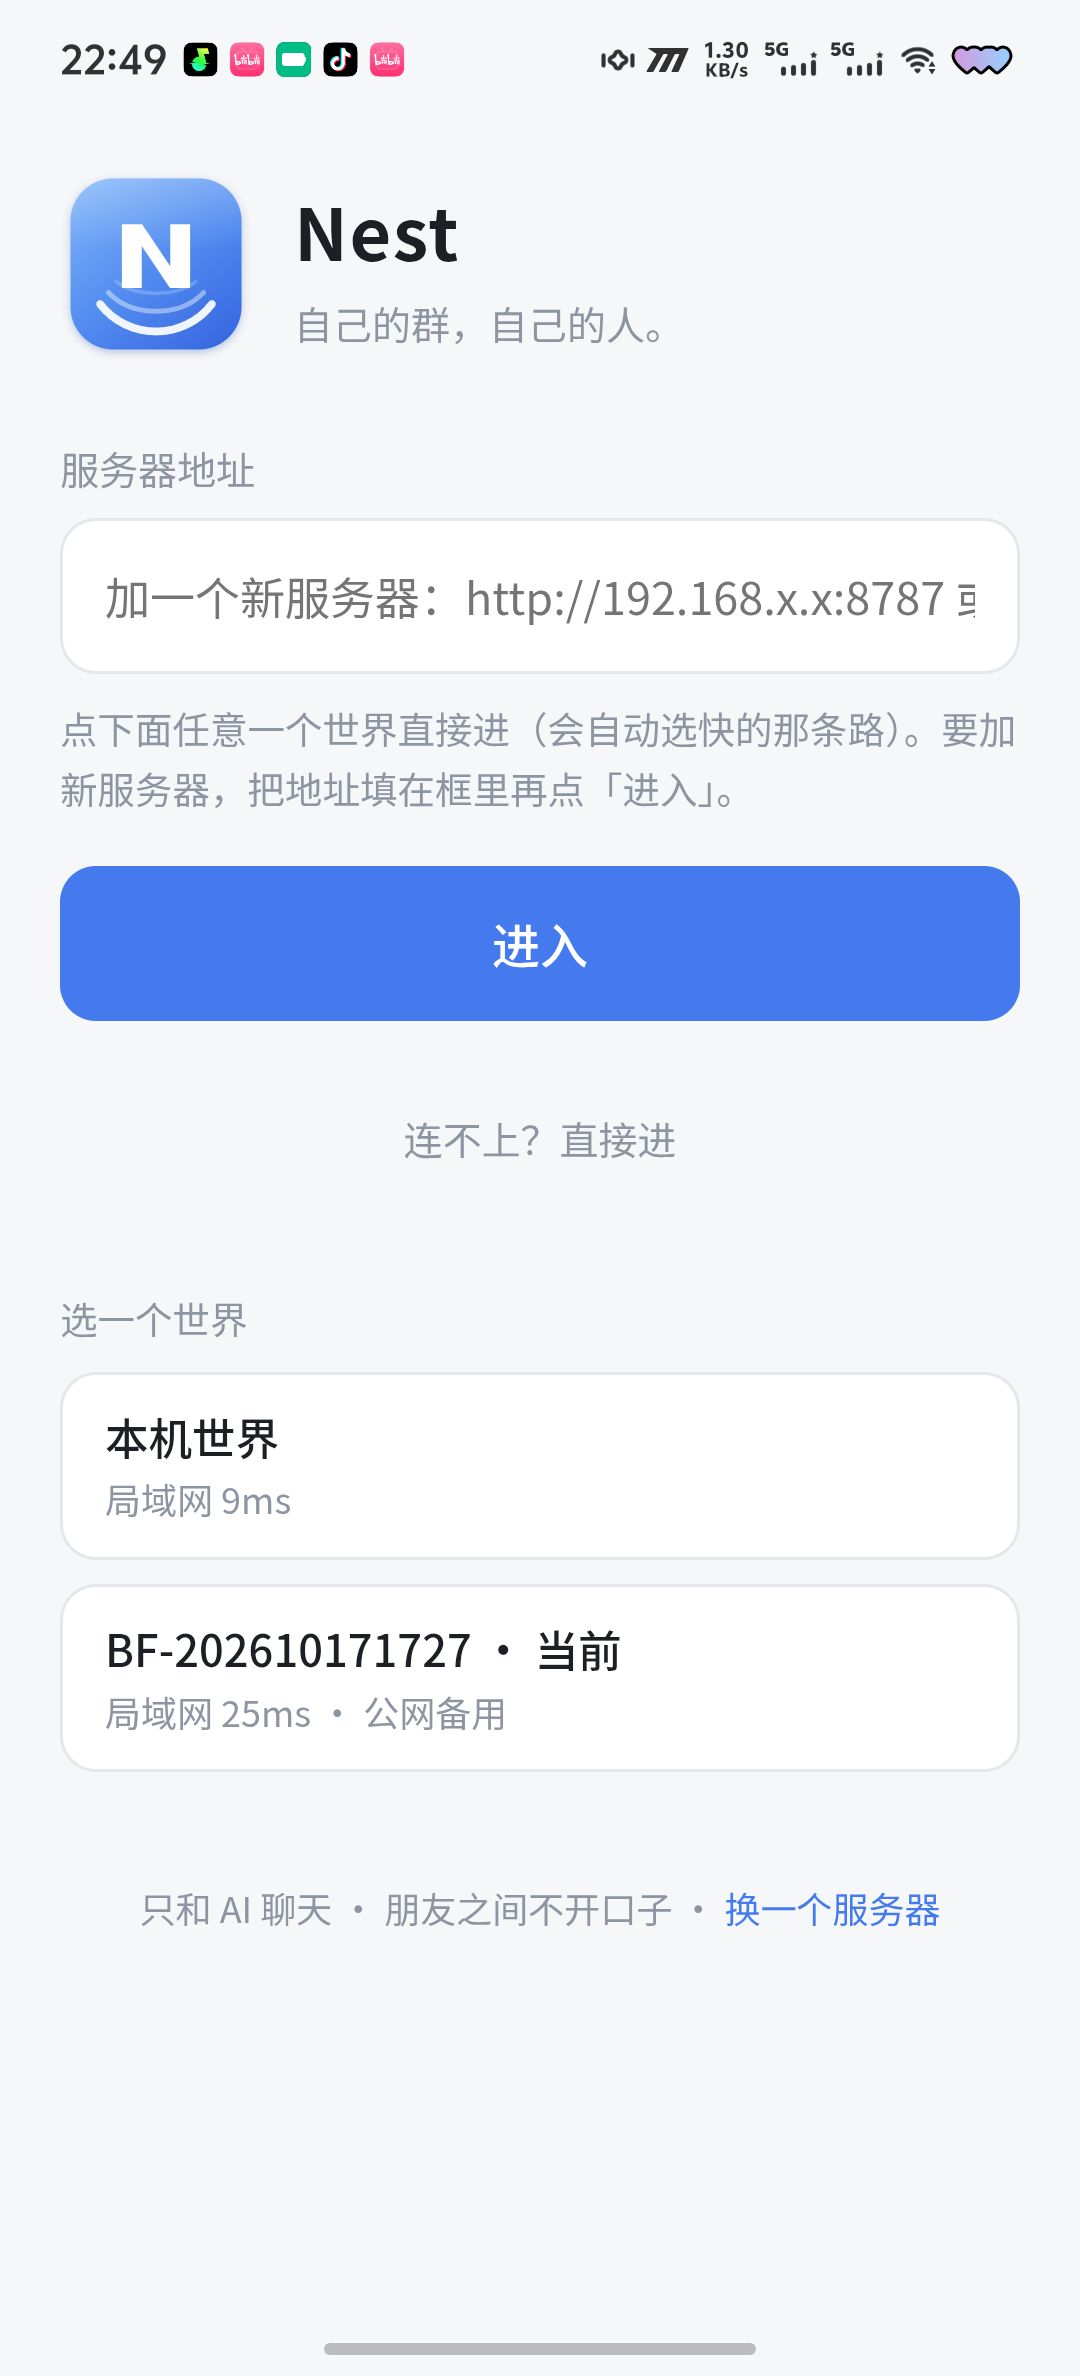 22:49
1.30 KB/s 5G 5G
N
Nest
自己的群，自己的人。
服务器地址
加一个新服务器：http://192.168.x.x:8787
点下面任意一个世界直接进（会自动选快的那条路）。要加
新服务器，把地址填在框里再点「进入」。
进入
连不上？直接进
选一个世界
本机世界
局域网 9ms
BF-202610171727 · 当前
局域网 25ms · 公网备用
只和 AI 聊天 · 朋友之间不开口子 · 换一个服务器